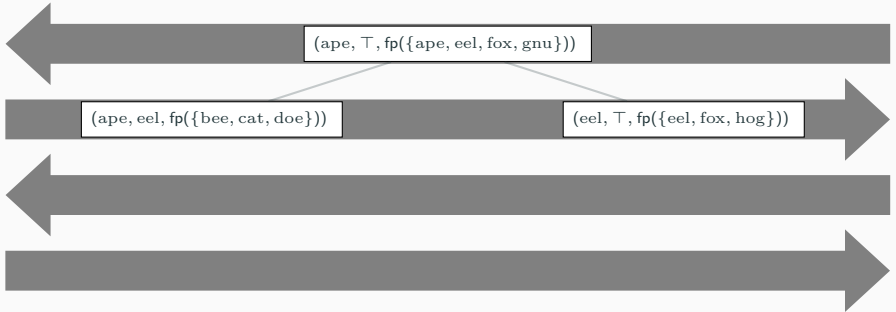 (ape, ⊤, fp({ape, eel, fox, gnu}))
(ape, eel, fp({bee, cat, doe}))
(eel, ⊤, fp({eel, fox, hog}))